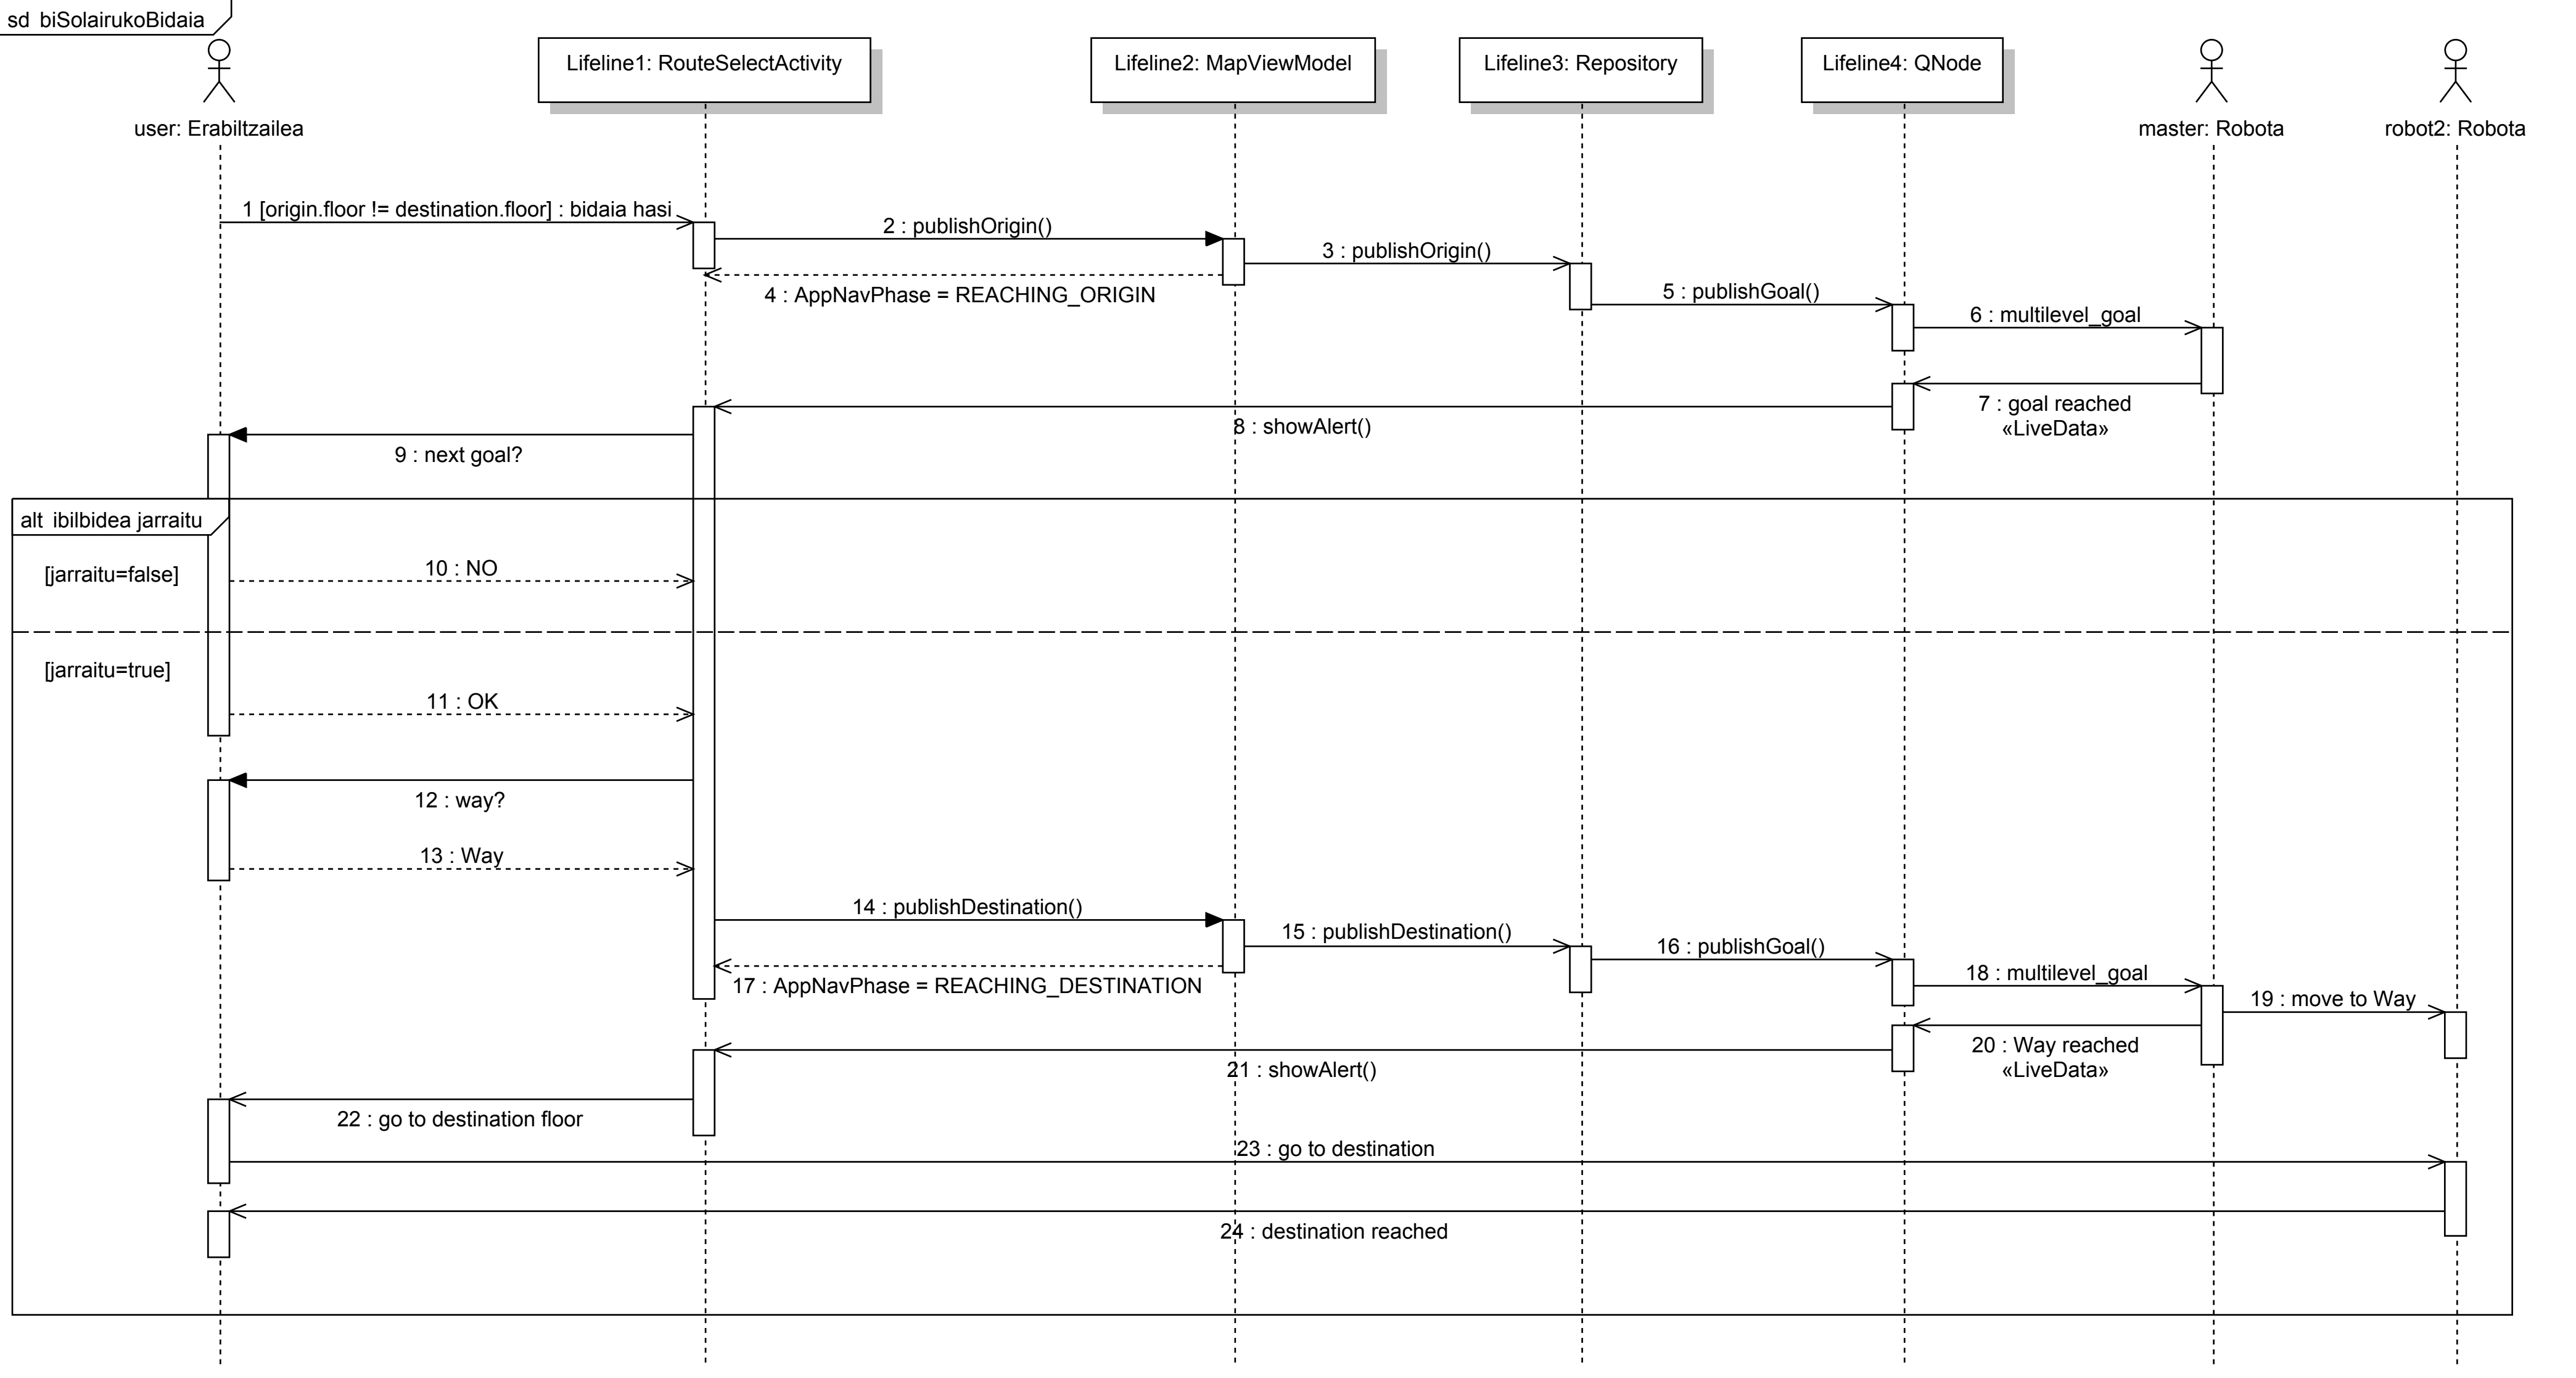 sd biSolairukoBidaia
user: Erabiltzailea
Lifeline1: RouteSelectActivity
Lifeline2: MapViewModel
Lifeline3: Repository
Lifeline4: QNode
master: Robota
robot2: Robota
1 [origin.floor != destination.floor] : bidaia hasi
2 : publishOrigin()
3 : publishOrigin()
4 : AppNavPhase = REACHING_ORIGIN
5 : publishGoal()
6 : multilevel_goal
7 : goal reached
«LiveData»
8 : showAlert()
9 : next goal?
alt ibilbidea jarraitu
[jarraitu=false]
10 : NO
[jarraitu=true]
11 : OK
12 : way?
13 : Way
14 : publishDestination()
15 : publishDestination()
16 : publishGoal()
17 : AppNavPhase = REACHING_DESTINATION
18 : multilevel_goal
19 : move to Way
20 : Way reached
«LiveData»
21 : showAlert()
22 : go to destination floor
23 : go to destination
24 : destination reached